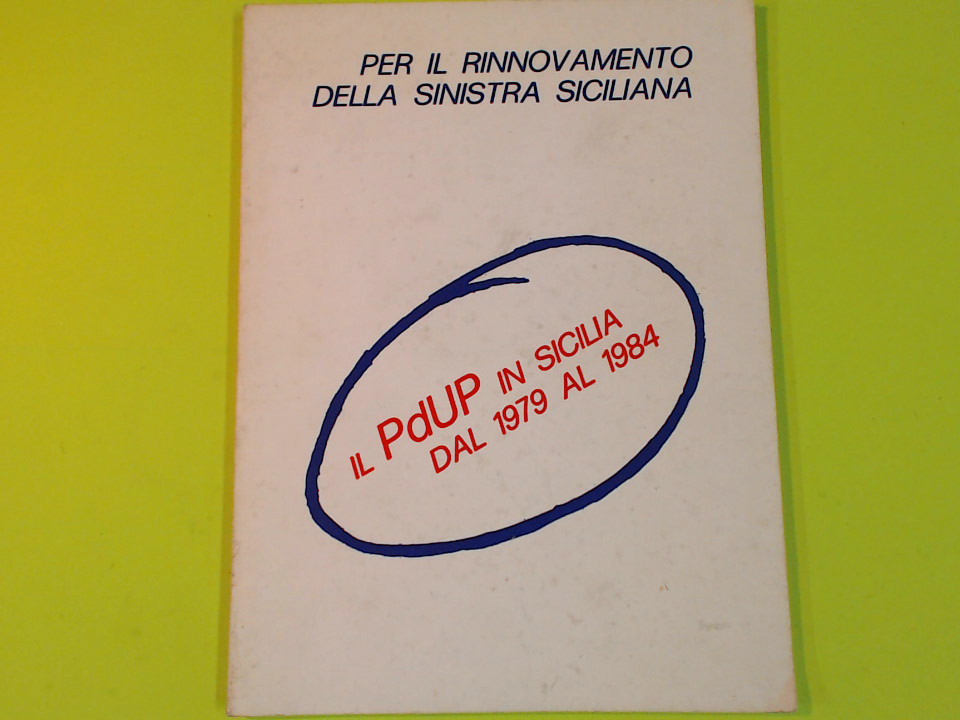 PER IL RINNOVAMENTO
DELLA SINISTRA SICILIANA
IL PdUP IN SICILIA
DAL 1979 AL 1984